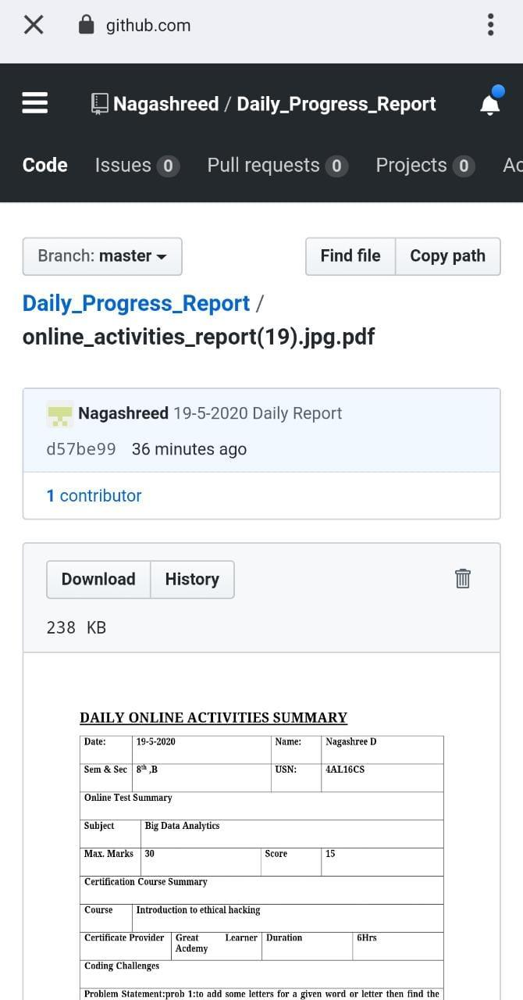 github.com
Nagashreed / Daily_Progress_Report
Code Issues 0 Pull requests 0 Projects 0 Ac
Branch: master Find file Copy path
Daily_Progress_Report /
online_activities_report(19).jpg.pdf
Nagashreed 19-5-2020 Daily Report
d57be99 36 minutes ago
1 contributor
Download History
238 KB
DAILY ONLINE ACTIVITIES SUMMARY
Date: 19-5-2020 Name: Nagashree D
Sem & Sec 8th ,B USN: 4AL16CS
Online Test Summary
Subject Big Data Analytics
Max. Marks 30 Score 15
Certification Course Summary
Course Introduction to ethical hacking
Certificate Provider Great Learner Duration 6Hrs
Acdemy
Coding Challenges
Problem Statement:prob 1:to add some letters for a given word or letter then find the